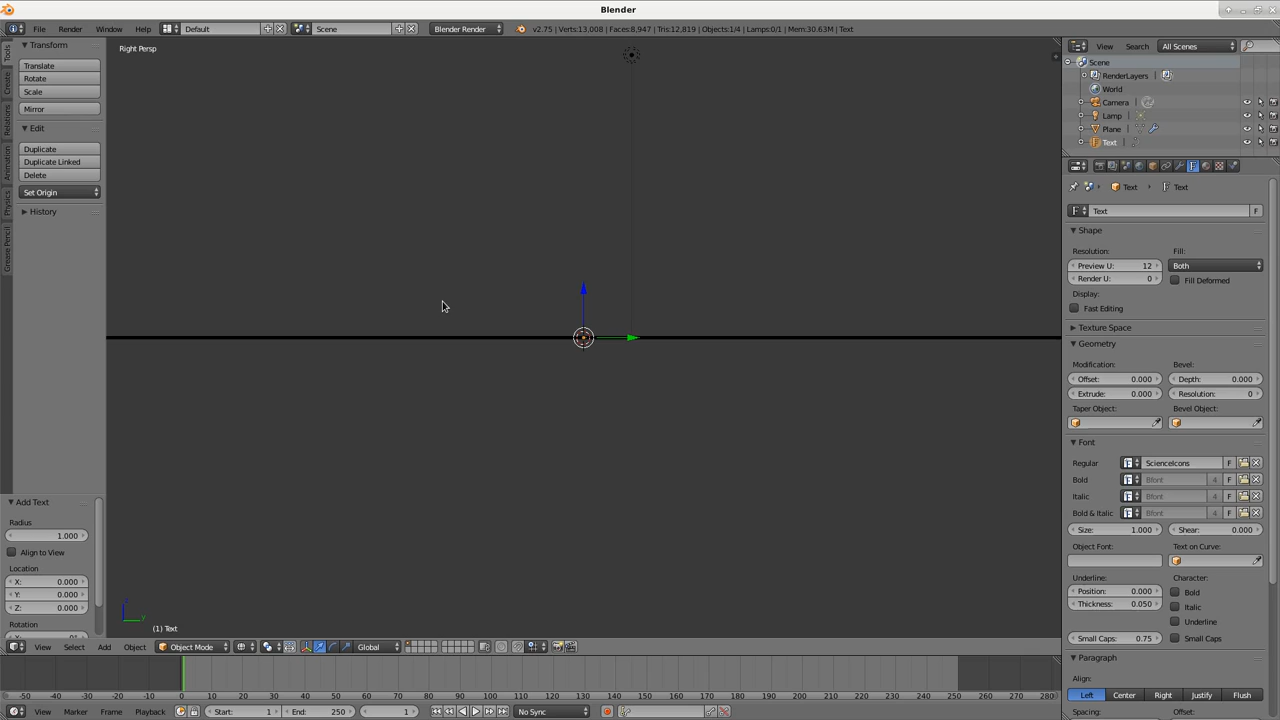 Blender
File Render Window Help Default Scene Blender Render v2.75 | Verts:13,008 | Faces:8,947 | Tris:12,819 | Objects:1/4 | Lamps:0/1 | Mem:30.63M | Text
Tools
Create
Relations
Animation
Physics
Grease Pencil
Transform
Translate
Rotate
Scale
Mirror
Edit
Duplicate
Duplicate Linked
Delete
Set Origin
History
Add Text
Radius
1.000
Align to View
Location
X: 0.000
Y: 0.000
Z: 0.000
Rotation
Right Persp
z
y
(1) Text
View Select Add Object Object Mode Global
-50 -40 -30 -20 -10 0 10 20 30 40 50 60 70 80 90 100 110 120 130 140 150 160 170 180 190 200 210 220 230 240 250 260 270 280
View Marker Frame Playback Start: 1 End: 250 1 No Sync
View Search All Scenes
Scene
RenderLayers
World
Camera
Lamp
Plane
Text
Text Text
Text F
Shape
Resolution: Fill:
Preview U: 12 Both
Render U: 0 Fill Deformed
Display:
Fast Editing
Texture Space
Geometry
Modification: Bevel:
Offset: 0.000 Depth: 0.000
Extrude: 0.000 Resolution: 0
Taper Object: Bevel Object:
Font
Regular ScienceIcons F
Bold Bfont 4 F
Italic Bfont 4 F
Bold & Italic Bfont 4 F
Size: 1.000 Shear: 0.000
Object Font: Text on Curve:
Underline: Character:
Position: 0.000 Bold
Thickness: 0.050 Italic
Underline
Small Caps: 0.75 Small Caps
Paragraph
Align:
Left Center Right Justify Flush
Spacing: Offset: